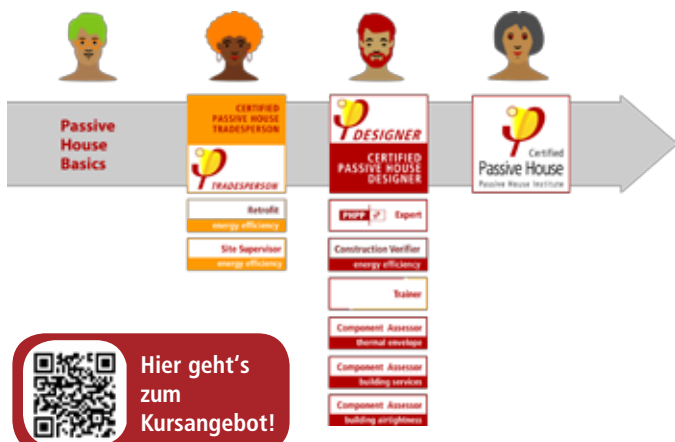 Passive
House
Basics
CERTIFIED
PASSIVE HOUSE
TRADESPERSON
TRADESPERSON
Retrofit
energy efficiency
Site Supervisor
energy efficiency
DESIGNER
CERTIFIED
PASSIVE HOUSE
DESIGNER
PHPP Expert
Construction Verifier
energy efficiency
Trainer
Component Assessor
thermal envelope
Component Assessor
building services
Component Assessor
building airtightness
Certified
Passive House
Passive House Institute
Hier geht's
zum
Kursangebot!